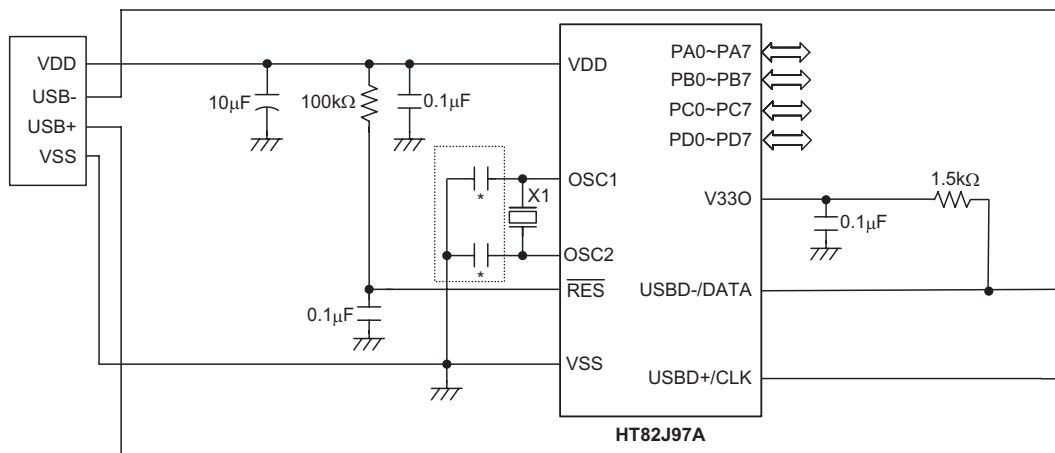 VDD
USB-
USB+
VSS
10μF
100kΩ
0.1μF
VDD
PA0~PA7
PB0~PB7
PC0~PC7
PD0~PD7
OSC1
*
X1
OSC2
*
V33O
0.1μF
1.5kΩ
RES
0.1μF
USBD-/DATA
VSS
USBD+/CLK
HT82J97A